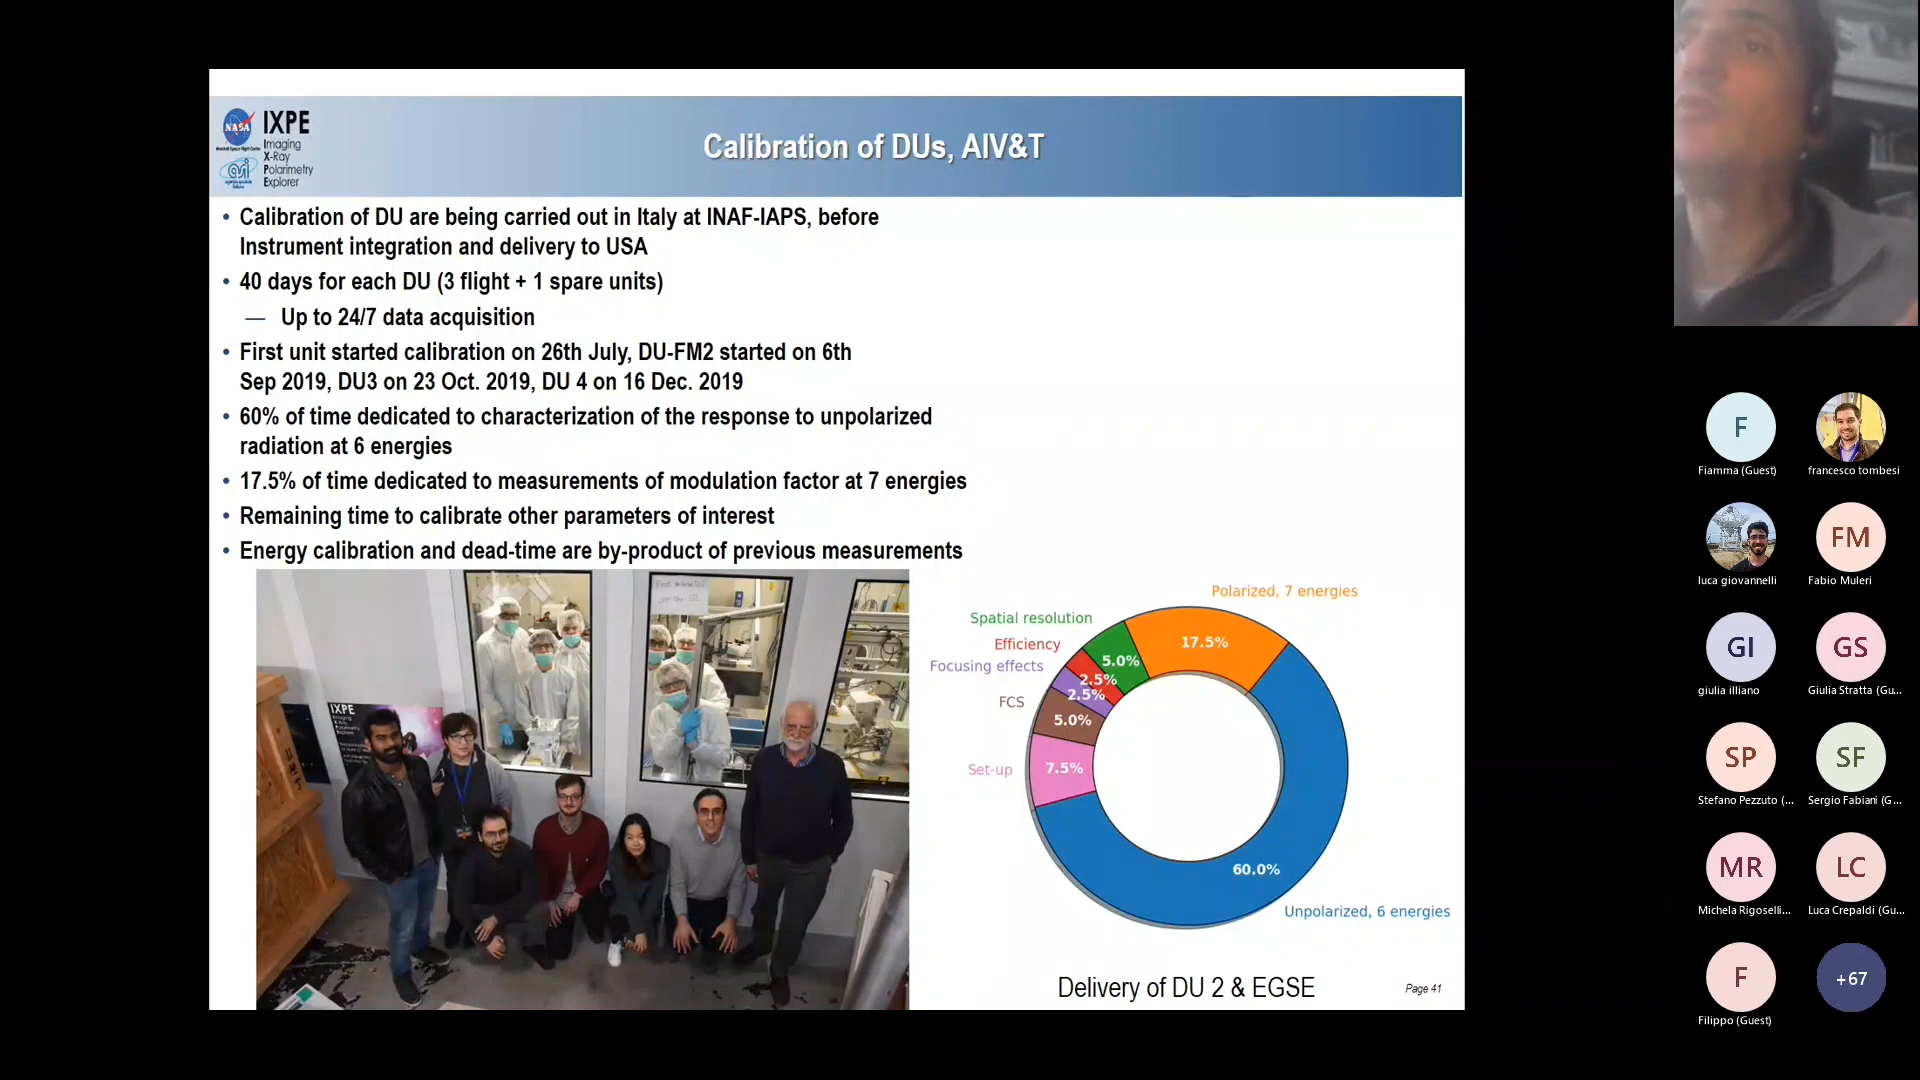 NASA
IXPE
Imaging
X-Ray
Polarimetry
Explorer
asi
Calibration of DUs, AIV&T
• Calibration of DU are being carried out in Italy at INAF-IAPS, before
Instrument integration and delivery to USA
• 40 days for each DU (3 flight + 1 spare units)
— Up to 24/7 data acquisition
• First unit started calibration on 26th July, DU-FM2 started on 6th
Sep 2019, DU3 on 23 Oct. 2019, DU 4 on 16 Dec. 2019
• 60% of time dedicated to characterization of the response to unpolarized
radiation at 6 energies
• 17.5% of time dedicated to measurements of modulation factor at 7 energies
• Remaining time to calibrate other parameters of interest
• Energy calibration and dead-time are by-product of previous measurements
IXPE
Polarized, 7 energies
17.5%
Spatial resolution
5.0%
Efficiency
2.5%
Focusing effects
2.5%
FCS
5.0%
Set-up
7.5%
60.0%
Unpolarized, 6 energies
Delivery of DU 2 & EGSE
Page 41
F
Fiamma (Guest)
francesco tombesi
luca giovannelli
FM
Fabio Muleri
GI
giulia illiano
GS
Giulia Stratta (Gu...
SP
Stefano Pezzuto (...
SF
Sergio Fabiani (G...
MR
Michela Rigoselli...
LC
Luca Crepaldi (Gu...
F
Filippo (Guest)
+67